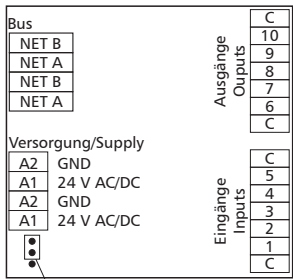 Bus
NET B
NET A
NET B
NET A
Versorgung/Supply
A2 GND
A1 24 V AC/DC
A2 GND
A1 24 V AC/DC
Ausgänge
Ouputs
C
10
9
8
7
6
C
Eingänge
Inputs
C
5
4
3
2
1
C